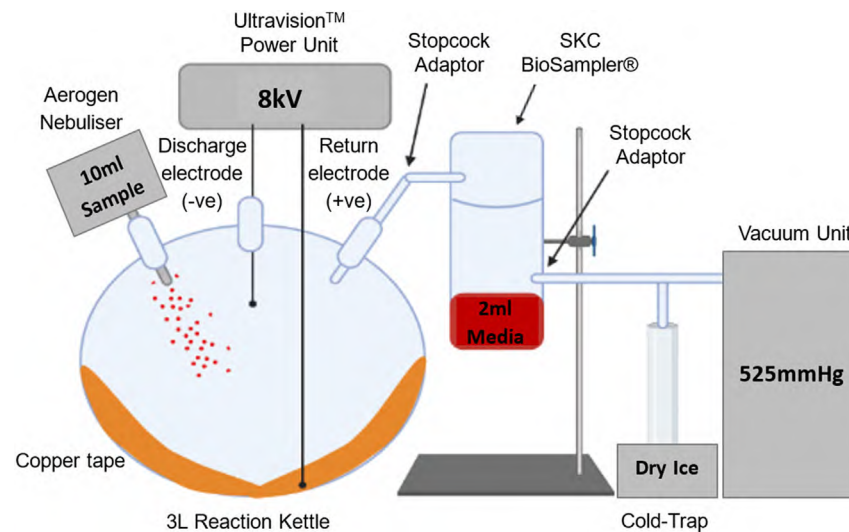 Ultravision™
Power Unit
8kV
Stopcock
Adaptor
SKC
BioSampler®
Aerogen
Nebuliser
10ml
Sample
Discharge
electrode
(-ve)
Return
electrode
(+ve)
Stopcock
Adaptor
Vacuum Unit
2ml
Media
525mmHg
Copper tape
Dry Ice
3L Reaction Kettle
Cold-Trap